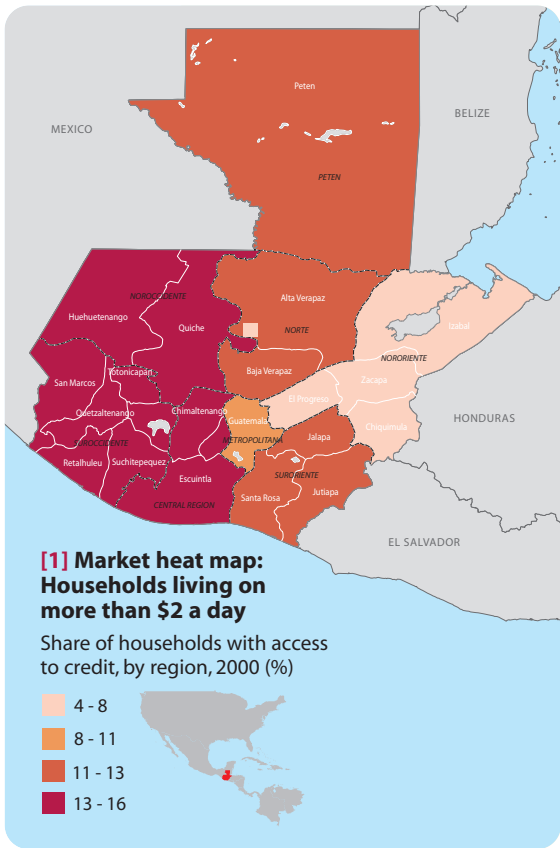 Peten
BELIZE
MEXICO
PETEN
Alta Verapaz
NOROCCIDENTE
Huehuetenango
Quiche
NORTE
Izabal
NORORIENTE
Baja Verapaz
Totonicapán
Zacapa
San Marcos
El Progreso
Quetzaltenango
Chimaltenango
Guatemala
HONDURAS
Chiquimula
SUROCCIDENTE
METROPOLITANA
Jalapa
Retalhuleu
Suchitepequez
Escuintla
SURORIENTE
Santa Rosa
Jutiapa
CENTRAL REGION
EL SALVADOR
[1] Market heat map:
Households living on
more than $2 a day
Share of households with access
to credit, by region, 2000 (%)
4 - 8
8 - 11
11 - 13
13 - 16